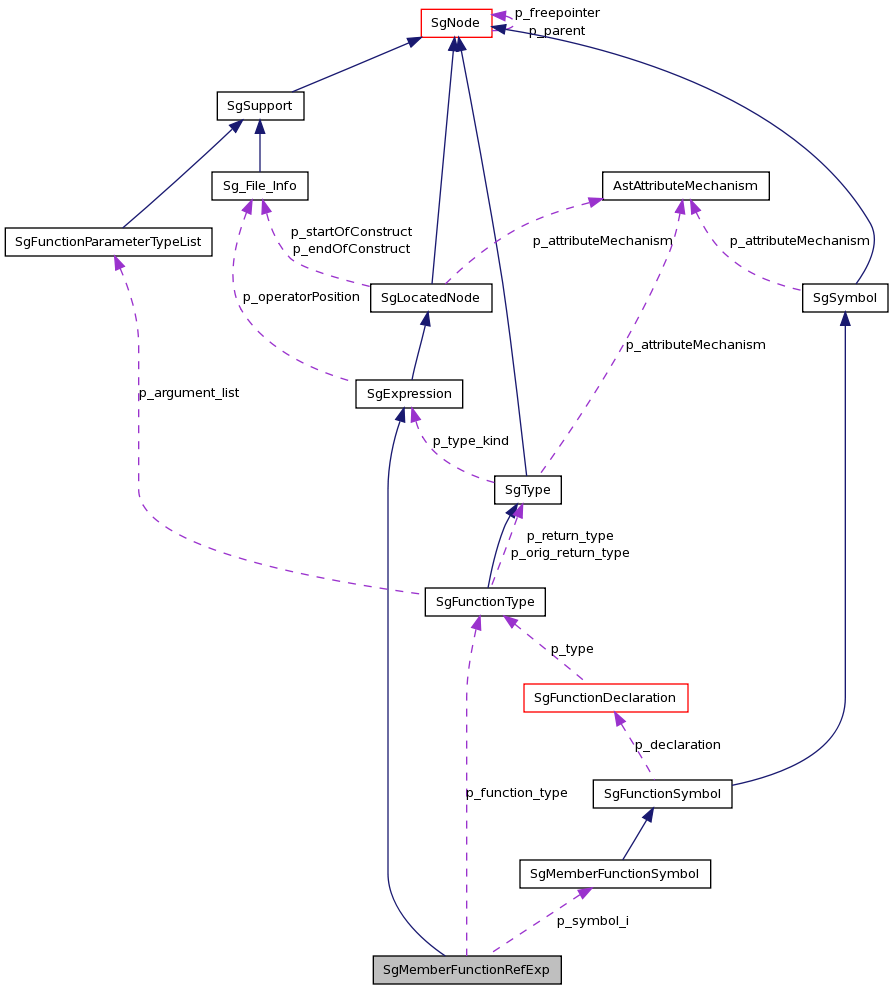 p_freepointer
SgNode
p_parent
SgSupport
Sg_File_Info
AstAttributeMechanism
p_startOfConstruct
SgFunctionParameterTypeList
p_attributeMechanism
p_attributeMechanism
p_endOfConstruct
p_operatorPosition
SgLocatedNode
SgSymbol
p_attributeMechanism
p_argument_list
SgExpression
p_type_kind
SgType
p_return_type
p_orig_return_type
SgFunctionType
p_type
SgFunctionDeclaration
p_declaration
p_function_type
SgFunctionSymbol
SgMemberFunctionSymbol
p_symbol_i
SgMemberFunctionRefExp